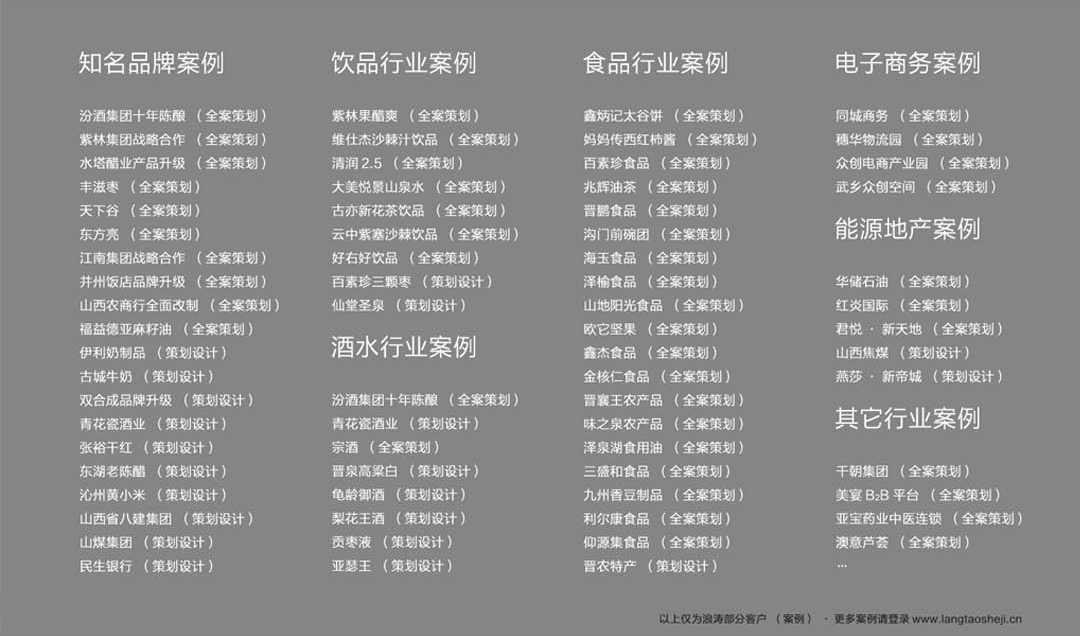 知名品牌案例
汾酒集团十年陈酿 （全案策划）
紫林集团战略合作 （全案策划）
水塔醋业产品升级 （全案策划）
丰滋枣 （全案策划）
天下谷 （全案策划）
东方亮 （全案策划）
江南集团战略合作 （全案策划）
并州饭店品牌升级 （全案策划）
山西农商行全面改制 （全案策划）
福益德亚麻籽油 （全案策划）
伊利奶制品 （策划设计）
古城牛奶 （策划设计）
双合成品牌升级 （策划设计）
青花瓷酒业 （策划设计）
张裕干红 （策划设计）
东湖老陈醋 （策划设计）
沁州黄小米 （策划设计）
山西省八建集团 （策划设计）
山煤集团 （策划设计）
民生银行 （策划设计）
饮品行业案例
紫林果醋爽 （全案策划）
维仕杰沙棘汁饮品 （全案策划）
清润 2.5 （全案策划）
大美悦景山泉水 （全案策划）
古亦新花茶饮品 （全案策划）
云中紫塞沙棘饮品 （全案策划）
好右好饮品 （全案策划）
百素珍三颗枣 （策划设计）
仙堂圣泉 （策划设计）
酒水行业案例
汾酒集团十年陈酿 （全案策划）
青花瓷酒业 （策划设计）
宗酒 （全案策划）
晋泉高粱白 （策划设计）
龟龄御酒 （策划设计）
梨花王酒 （策划设计）
贡枣液 （策划设计）
亚瑟王 （策划设计）
食品行业案例
鑫炳记太谷饼 （全案策划）
妈妈传西红柿酱 （全案策划）
百素珍食品 （全案策划）
兆辉油茶 （全案策划）
晋鹏食品 （全案策划）
沟门前碗团 （全案策划）
海玉食品 （全案策划）
泽榆食品 （全案策划）
山地阳光食品 （全案策划）
欧它坚果 （全案策划）
鑫杰食品 （全案策划）
金核仁食品 （全案策划）
晋襄王农产品 （全案策划）
味之泉农产品 （全案策划）
泽泉湖食用油 （全案策划）
三盛和食品 （全案策划）
九州香豆制品 （全案策划）
利尔康食品 （全案策划）
仰源集食品 （全案策划）
晋农特产 （策划设计）
电子商务案例
同城商务 （全案策划）
穗华物流园 （全案策划）
众创电商产业园 （全案策划）
武乡众创空间 （全案策划）
能源地产案例
华储石油 （全案策划）
红炎国际 （全案策划）
君悦 · 新天地 （全案策划）
山西焦煤 （策划设计）
燕莎 · 新帝城 （策划设计）
其它行业案例
千朝集团 （全案策划）
美宴 B₂B 平台 （全案策划）
亚宝药业中医连锁 （全案策划）
澳意芦荟 （全案策划）
...
以上仅为浪涛部分客户 （案例） · 更多案例请登录 www.langtaosheji.cn